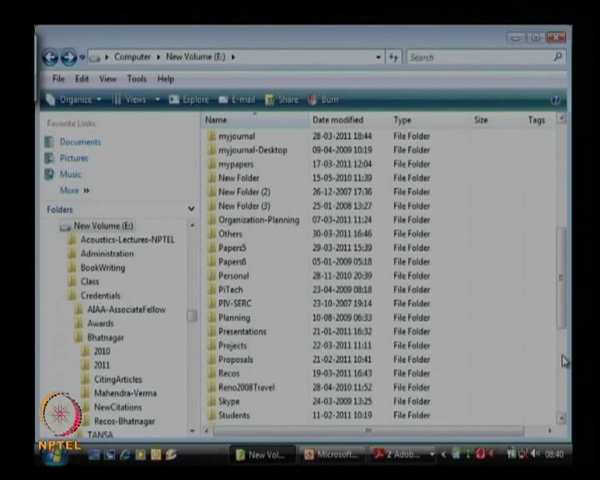 Computer New Volume (E:) Search
File Edit View Tools Help
Organize Views Explore E-mail Share Burn
Favorite Links
Documents
Pictures
Music
More »
Folders
New Volume (E:)
Acoustics-Lectures-NPTEL
Administration
BookWriting
Class
Credentials
AIAA-AssociateFellow
Awards
Bhatnagar
2010
2011
CitingArticles
Mahendra-Verma
NewCitations
Recos-Bhatnagar
TANSA
Name Date modified Type Size Tags
myjournal 28-03-2011 18:44 File Folder
myjournal-Desktop 09-04-2009 10:19 File Folder
mypapers 17-03-2011 12:04 File Folder
New Folder 15-05-2010 11:39 File Folder
New Folder (2) 26-12-2007 17:36 File Folder
New Folder (3) 25-01-2008 13:27 File Folder
Organization-Planning 07-03-2011 11:24 File Folder
Others 30-03-2011 16:46 File Folder
Papers5 29-03-2011 15:39 File Folder
Papers6 05-01-2009 05:18 File Folder
Personal 28-11-2010 20:39 File Folder
PiTech 23-04-2009 08:18 File Folder
PIV-SERC 23-10-2007 19:14 File Folder
Planning 10-08-2009 06:33 File Folder
Presentations 21-01-2011 16:32 File Folder
Projects 22-03-2011 11:11 File Folder
Proposals 21-02-2011 10:41 File Folder
Recos 19-03-2011 16:43 File Folder
Reno2008Travel 28-04-2010 11:52 File Folder
Skype 24-03-2009 13:25 File Folder
Students 11-02-2011 10:19 File Folder
NPTEL
New Vol... Microsoft... 2 Adob... 08:40